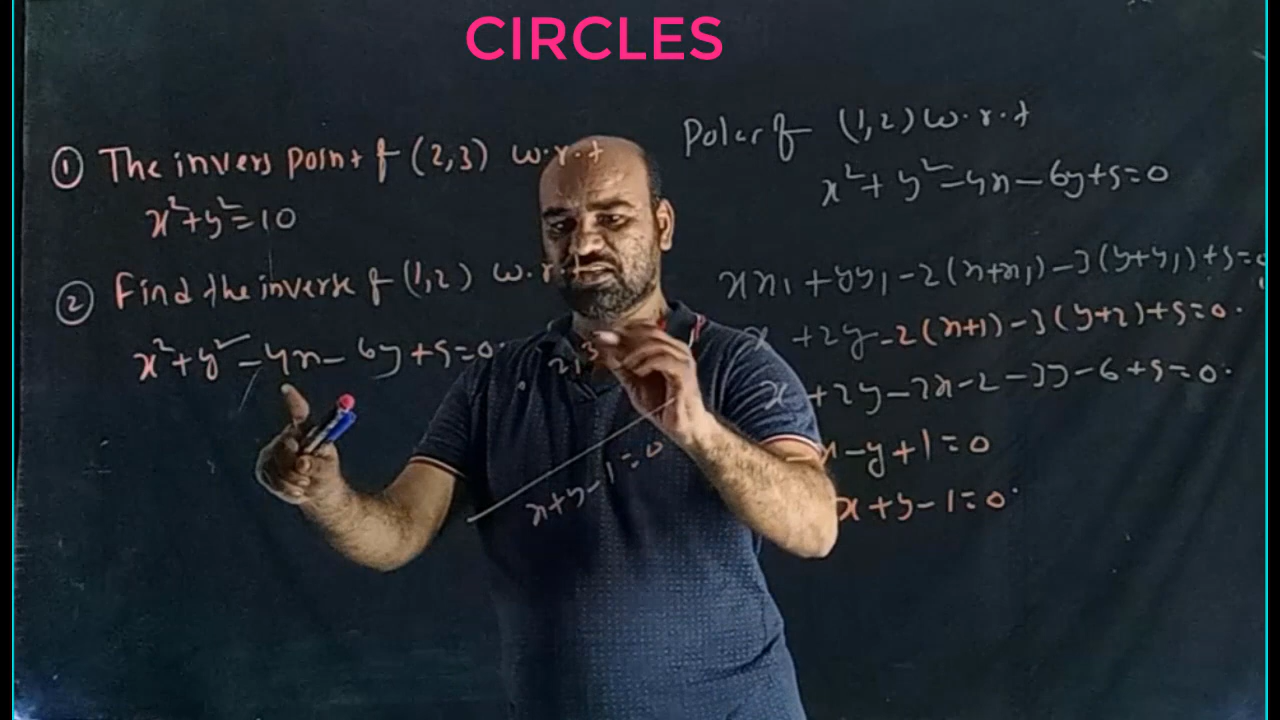 CIRCLES
① The invers point of (2,3) w.r.t
x²+y²=10
② Find the inverse of (1,2) w.r.t
x²+y²-4x-6y+5=0.
Polar of (1,2) w.r.t
x²+y²-4x-6y+5=0
xx₁+yy₁-2(x+x₁)-3(y+y₁)+5=0
x+2y-2(x+1)-3(y+2)+5=0.
x+2y-2x-2-3y-6+5=0.
x-y+1=0
x+y-1=0.
2,3
x+y-1=0